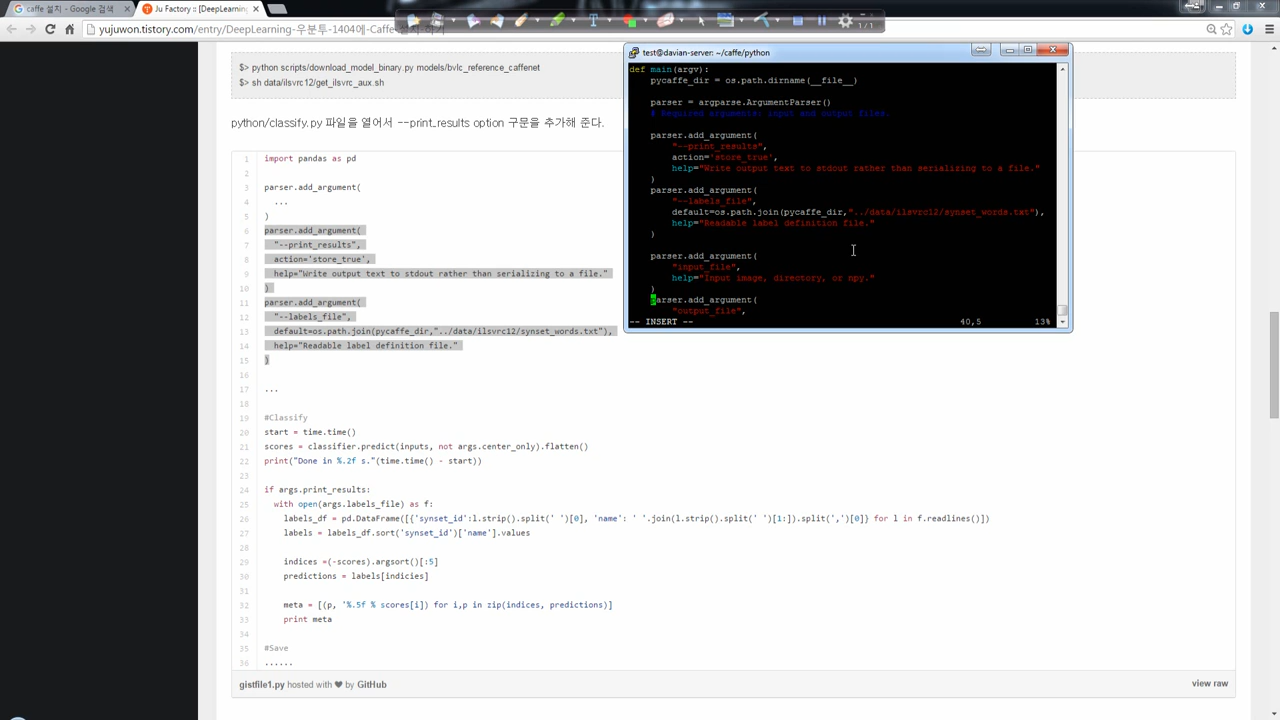 caffe 설치 - Google 검색
Ju Factory :: [DeepLearning
1/1
yujuwon.tistory.com/entry/DeepLearning-우분투-1404에-Caffe-설치-하기
$> python scripts/download_model_binary.py models/bvlc_reference_caffenet
$> sh data/ilsvrc12/get_ilsvrc_aux.sh
python/classify.py 파일을 열어서 --print_results option 구문을 추가해 준다.
1 import pandas as pd
2
3 parser.add_argument(
4 ...
5 )
6 parser.add_argument(
7 "--print_results",
8 action='store_true',
9 help="Write output text to stdout rather than serializing to a file."
10 )
11 parser.add_argument(
12 "--labels_file",
13 default=os.path.join(pycaffe_dir,"../data/ilsvrc12/synset_words.txt"),
14 help="Readable label definition file."
15 )
16
17 ...
18
19 #Classify
20 start = time.time()
21 scores = classifier.predict(inputs, not args.center_only).flatten()
22 print("Done in %.2f s."(time.time() - start))
23
24 if args.print_results:
25 with open(args.labels_file) as f:
26 labels_df = pd.DataFrame([{'synset_id':l.strip().split(' ')[0], 'name': ' '.join(l.strip().split(' ')[1:]).split(',')[0]} for l in f.readlines()])
27 labels = labels_df.sort('synset_id')['name'].values
28
29 indices =(-scores).argsort()[:5]
30 predictions = labels[indicies]
31
32 meta = [(p, '%.5f % scores[i]) for i,p in zip(indices, predictions)]
33 print meta
34
35 #Save
36 ......
gistfile1.py hosted with ❤ by GitHub
view raw
test@davian-server: ~/caffe/python
def main(argv):
pycaffe_dir = os.path.dirname(__file__)
parser = argparse.ArgumentParser()
# Required arguments: input and output files.
parser.add_argument(
"--print_results",
action='store_true',
help="Write output text to stdout rather than serializing to a file."
)
parser.add_argument(
"--labels_file",
default=os.path.join(pycaffe_dir,"../data/ilsvrc12/synset_words.txt"),
help="Readable label definition file."
)
parser.add_argument(
"input_file",
help="Input image, directory, or npy."
)
parser.add_argument(
"output_file",
-- INSERT --
40,5
13%